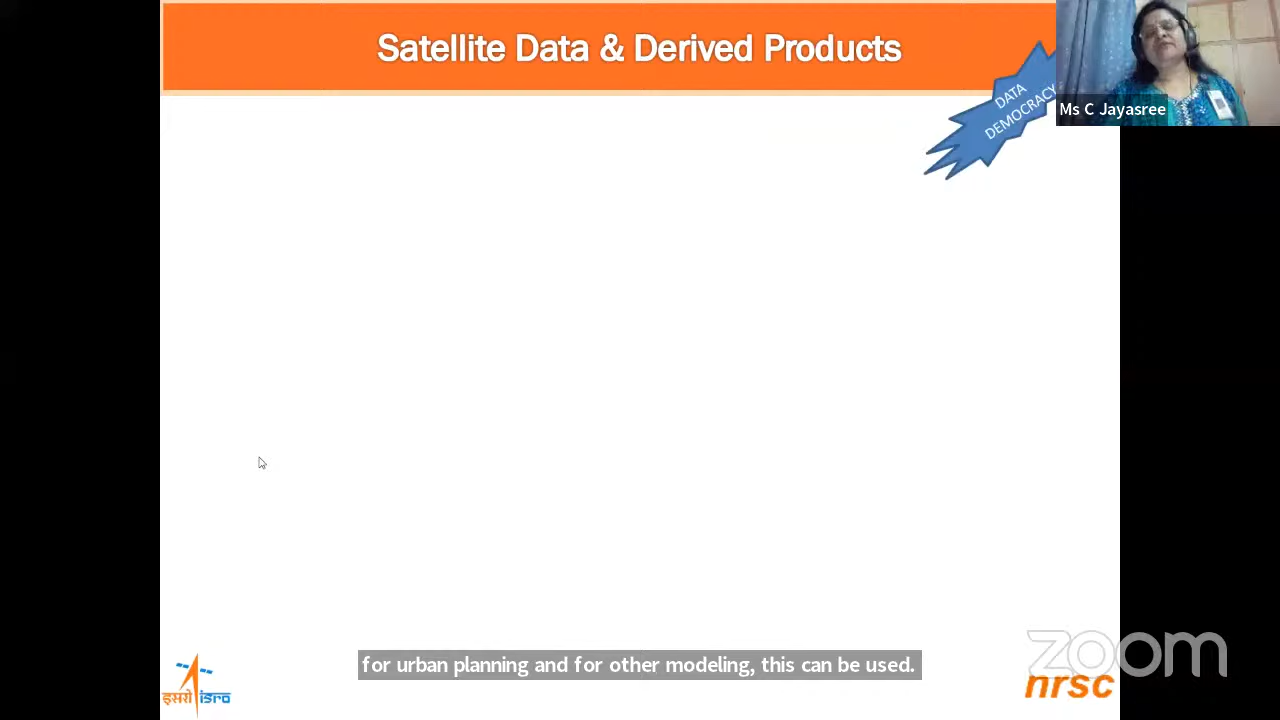 Satellite Data & Derived Products
DATA
DEMOCRACY
Ms C Jayasree
for urban planning and for other modeling, this can be used.
इसरो isro
zoom
nrsc